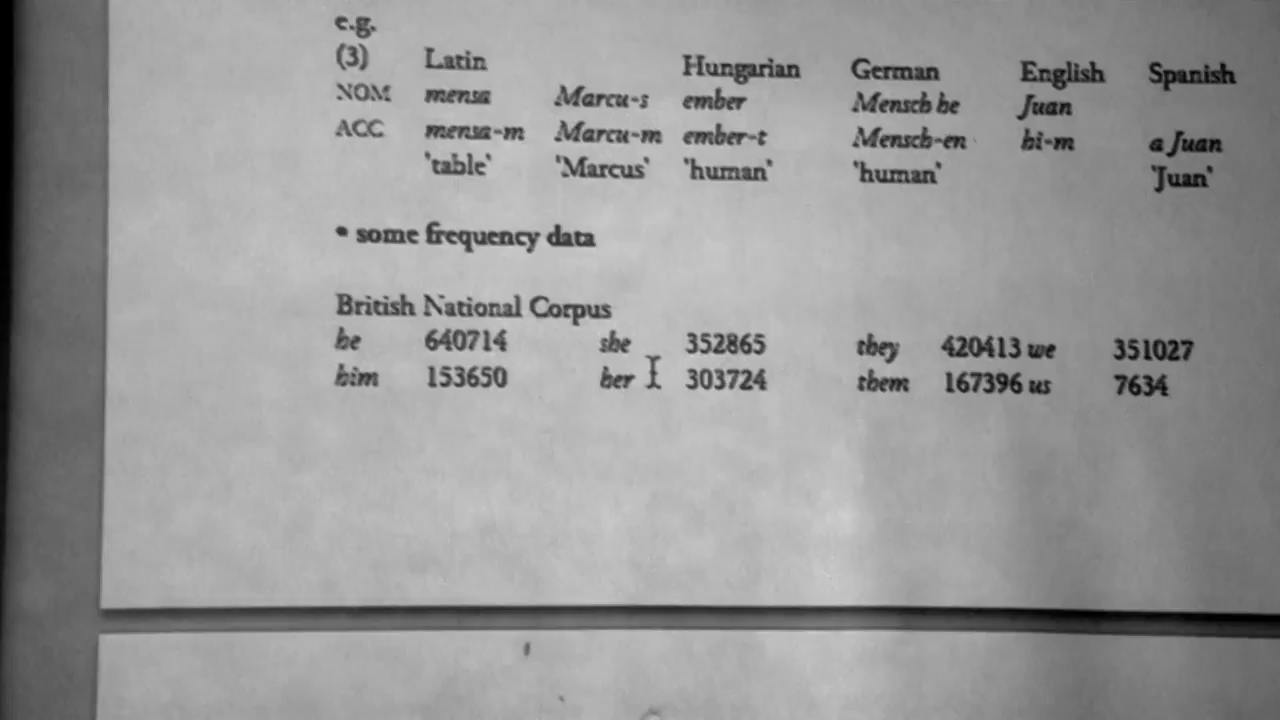 e.g.
(3) Latin Hungarian German English Spanish
NOM mensa Marcu-s ember Mensch he Juan
ACC mensa-m Marcu-m ember-t Mensch-en hi-m a Juan
'table' 'Marcus' 'human' 'human' 'Juan'
• some frequency data
British National Corpus
he 640714 she 352865 they 420413 we 351027
him 153650 her 303724 them 167396 us 7634